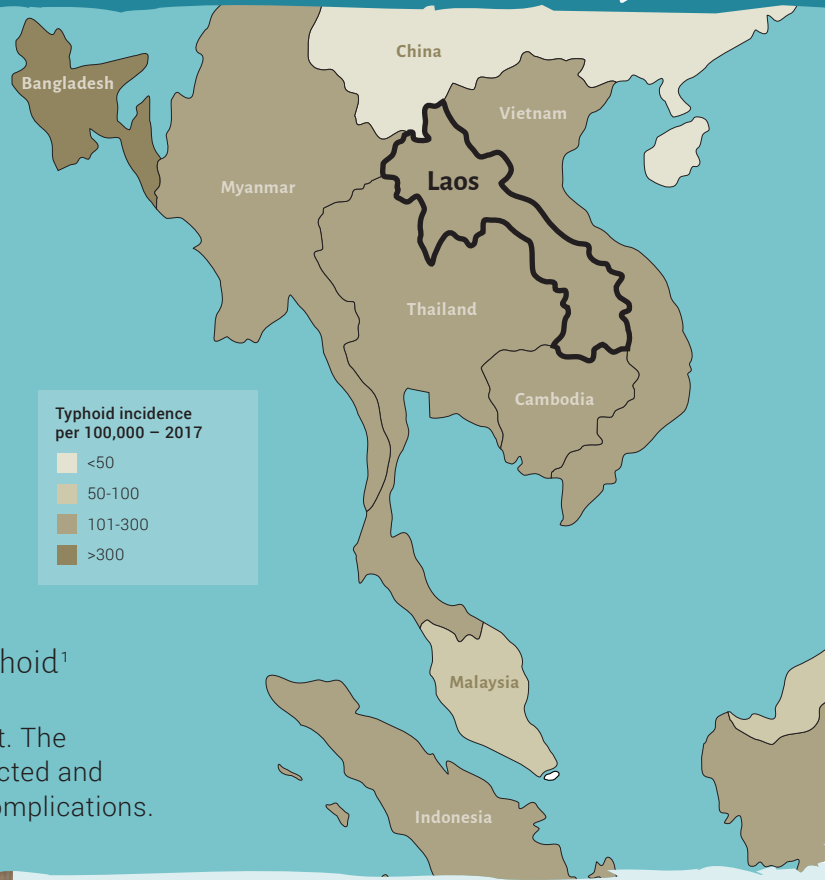 China
Bangladesh
Vietnam
Laos
Myanmar
Thailand
Cambodia
Typhoid incidence
per 100,000 – 2017
<50
50-100
101-300
>300
hoid¹
t. The
cted and
omplications.
Malaysia
Indonesia